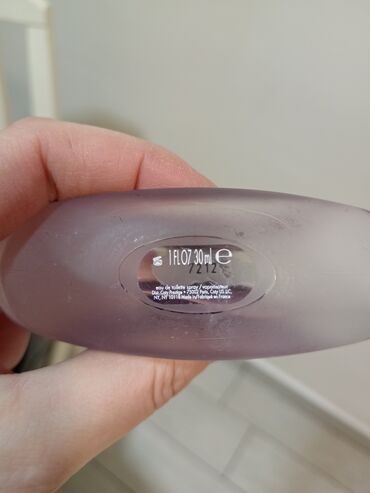 1 FL OZ 30 ml e
7212
eau de toilette spray / vaporisateur
Dist. Coty Prestige • 75002 Paris, Coty US LLC,
NY, NY 10118 Made in/Fabriqué en France